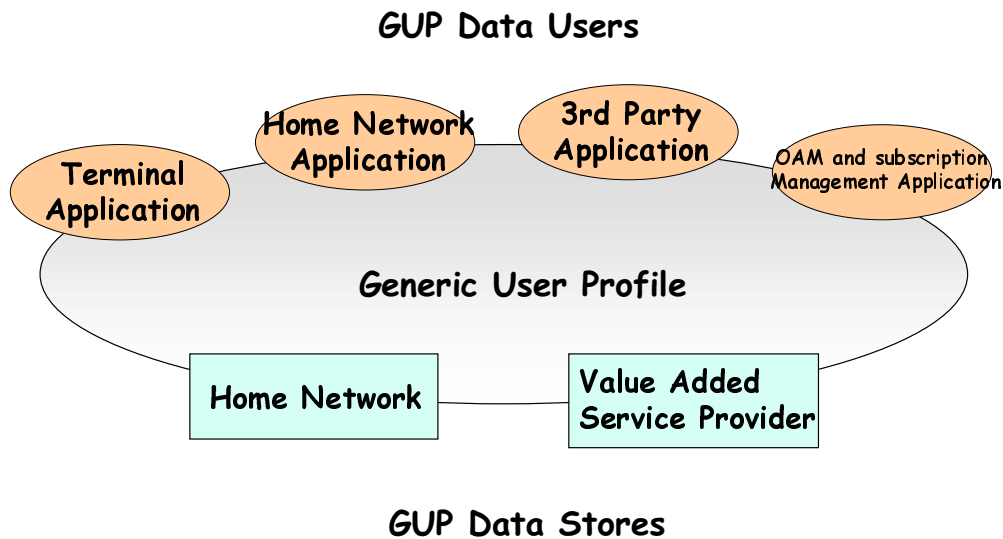 GUP Data Users
Home Network
Application
3rd Party
Application
Terminal
Application
OAM and subscription
Management Application
Generic User Profile
Home Network
Value Added
Service Provider
GUP Data Stores